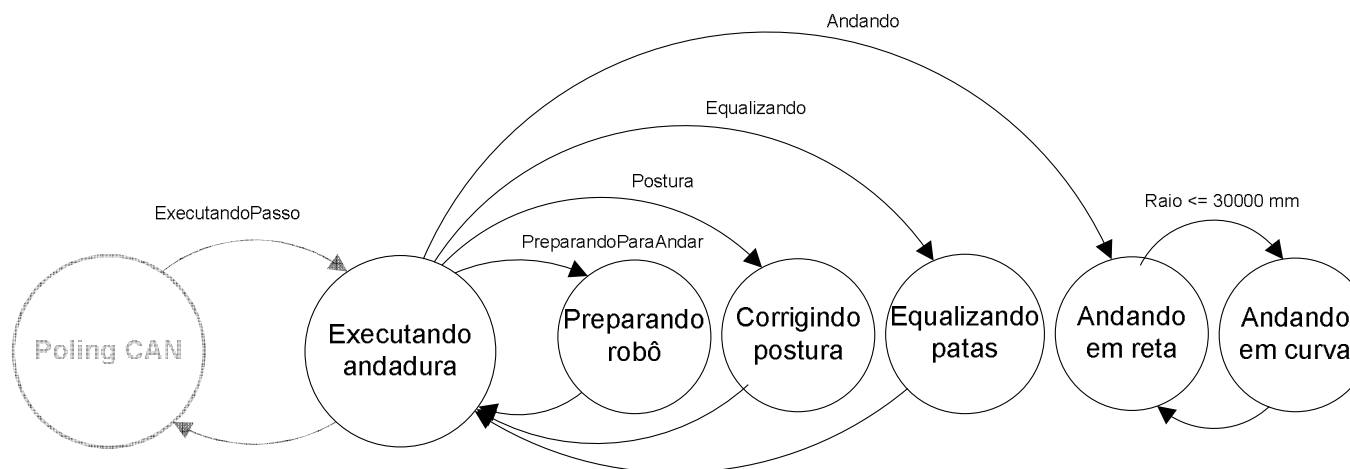 Andando
Equalizando
Postura
Raio <= 30000 mm
ExecutandoPasso
PreparandoParaAndar
Poling CAN
Executando
andadura
Preparando
robô
Corrigindo
postura
Equalizando
patas
Andando
em reta
Andando
em curva